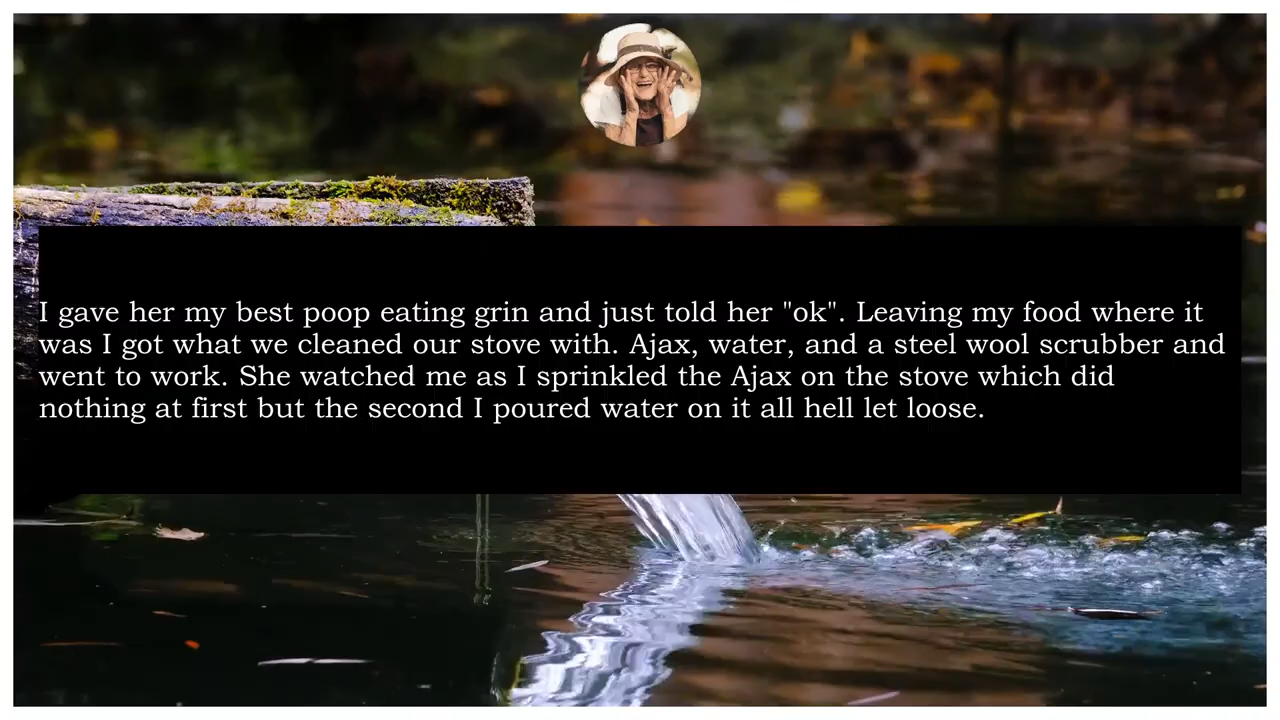 I gave her my best poop eating grin and just told her "ok". Leaving my food where it
was I got what we cleaned our stove with. Ajax, water, and a steel wool scrubber and
went to work. She watched me as I sprinkled the Ajax on the stove which did
nothing at first but the second I poured water on it all hell let loose.